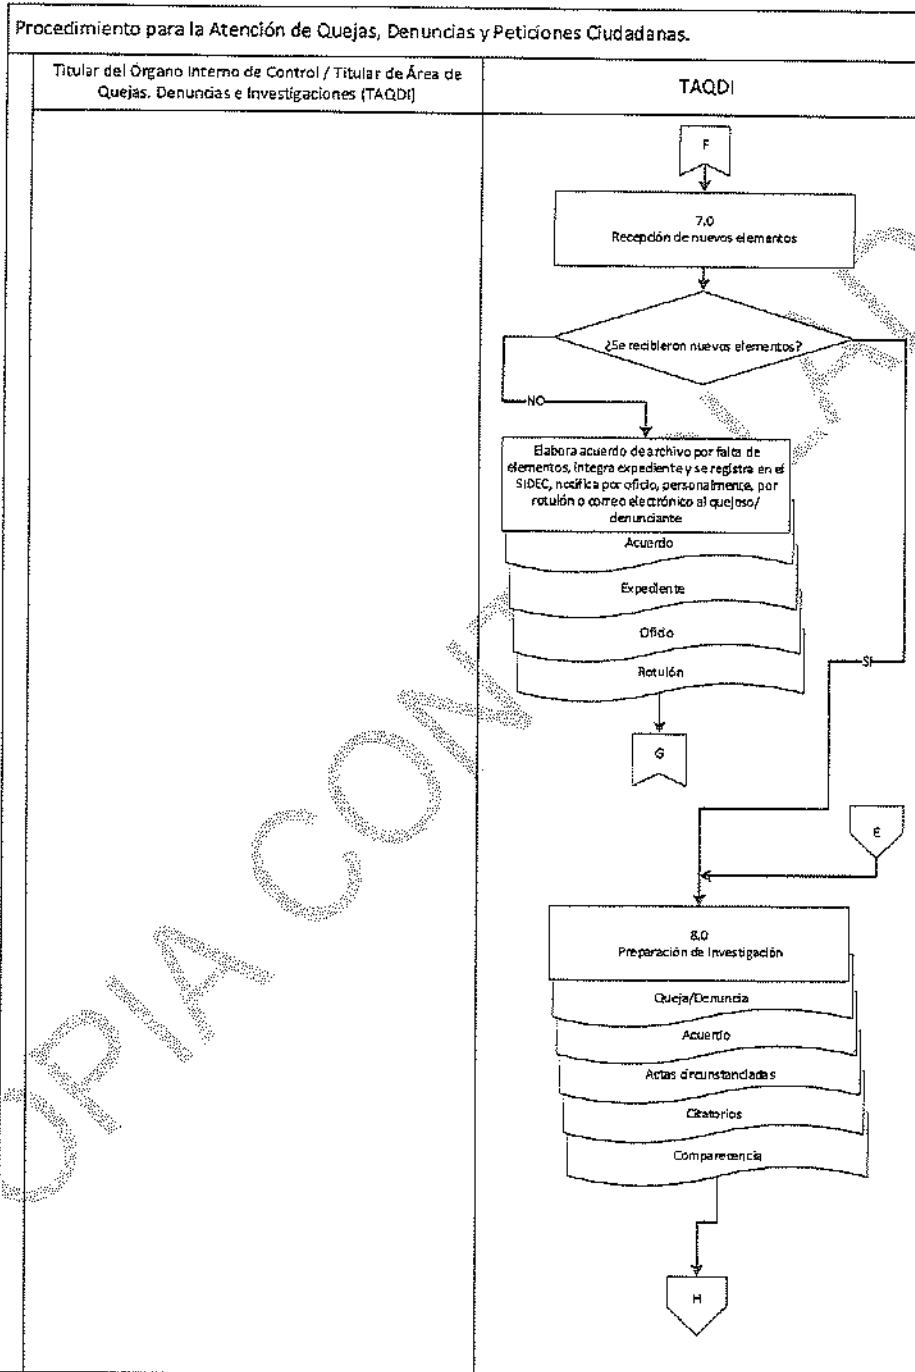 Procedimiento para la Atención de Quejas, Denuncias y Peticiones Ciudadanas.
Titular del Órgano Interno de Control / Titular de Área de
Quejas. Denuncias e Investigaciones (TAQDI)
TAQDI
F
7.0
Recepción de nuevos elementos
¿Se recibieron nuevos elementos?
NO
Elabora acuerdo de archivo por falta de
elementos, integra expediente y se registra en el
SIDEC, notifica por oficio, personalmente, por
rotulón o correo electrónico al quejoso/
denunciante
Acuerdo
Expediente
Oficio
Rotulón
SI
G
E
8.0
Preparación de Investigación
Queja/Denuncia
Acuerdo
Actas circunstanciadas
Citatorios
Comparecencia
H
OPIA CONT